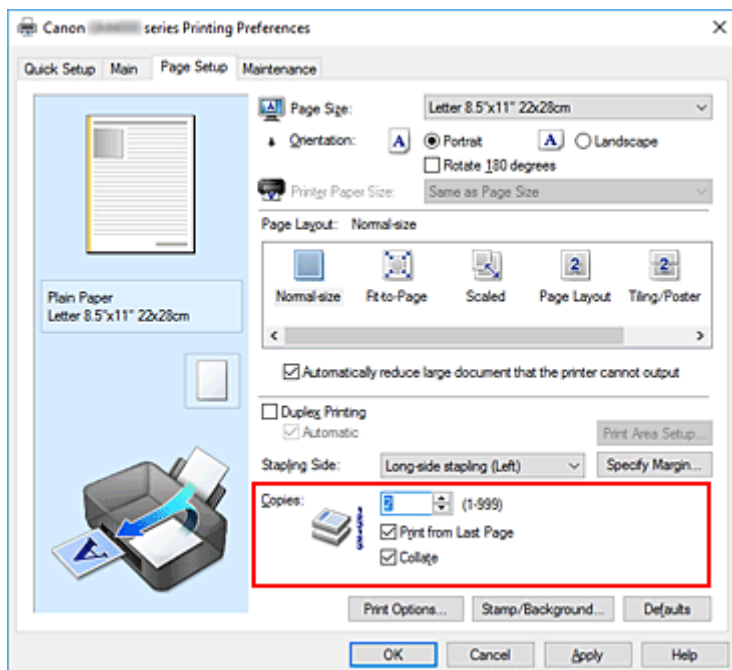 Canon series Printing Preferences
Quick Setup Main Page Setup Maintenance
Page Size: Letter 8.5"x11" 22x28cm
Orientation: A Portrait A Landscape
Rotate 180 degrees
Printer Paper Size: Same as Page Size
Page Layout: Normal-size
Normal-size Fit-to-Page Scaled Page Layout Tiling/Poster
Plain Paper
Letter 8.5"x11" 22x28cm
Automatically reduce large document that the printer cannot output
Duplex Printing
Automatic
Print Area Setup...
Stapling Side: Long-side stapling (Left) Specify Margin...
Copies: 2 (1-999)
Print from Last Page
Collate
Print Options... Stamp/Background... Defaults
OK Cancel Apply Help